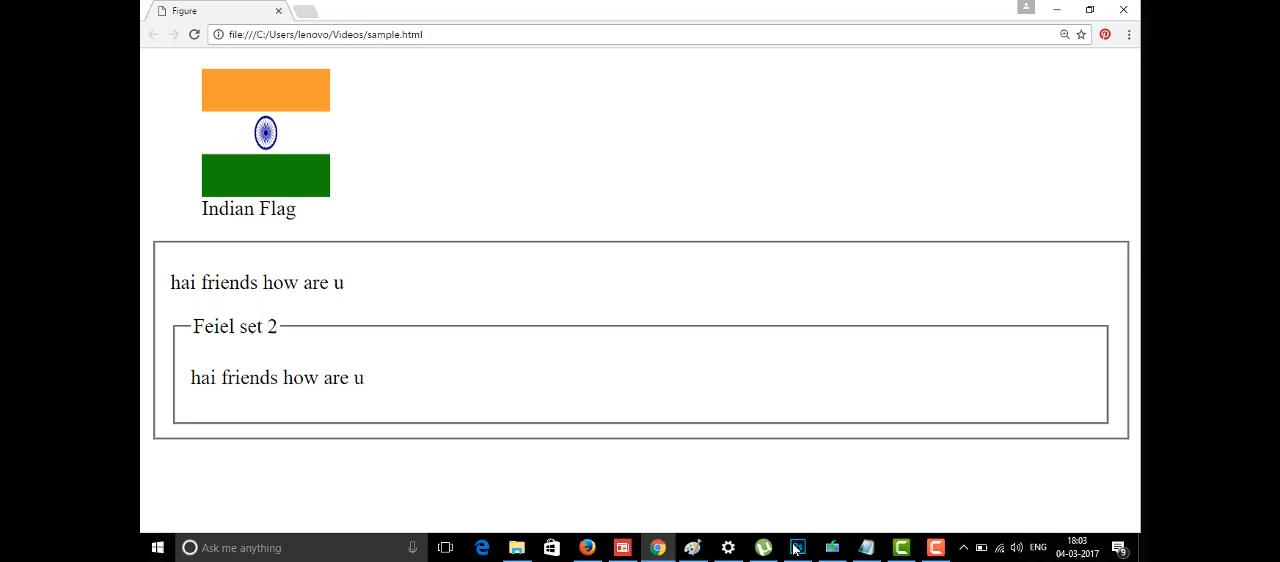 Figure
file:///C:/Users/lenovo/Videos/sample.html
Indian Flag
hai friends how are u
Feiel set 2
hai friends how are u
Ask me anything
ENG
18:03
04-03-2017
9